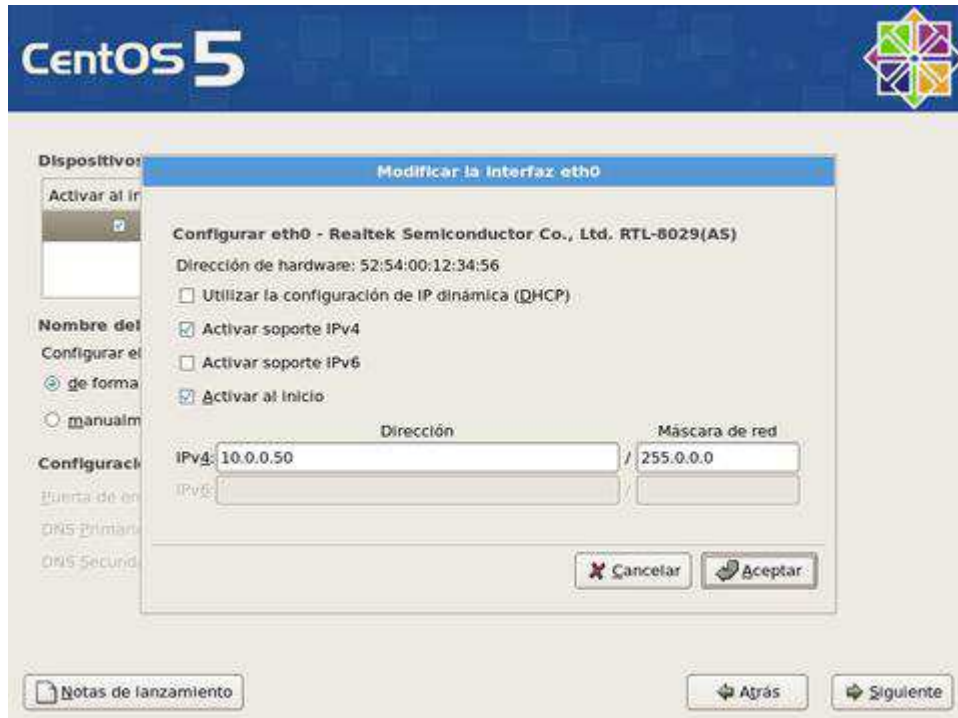 CentOS 5
Dispositivos
Modificar la interfaz eth0
Activar al in
Configurar eth0 - Realtek Semiconductor Co., Ltd. RTL-8029(AS)
Dirección de hardware: 52:54:00:12:34:56
Utilizar la configuración de IP dinámica (DHCP)
Nombre del
Activar soporte IPv4
Configurar el
Activar soporte IPv6
de forma
Activar al inicio
manualm
Dirección Máscara de red
IPv4: 10.0.0.50 / 255.0.0.0
Configuraci
IPv6: /
Puerta de en
DNS Primari
DNS Secund
Cancelar Aceptar
Notas de lanzamiento Atrás Siguiente